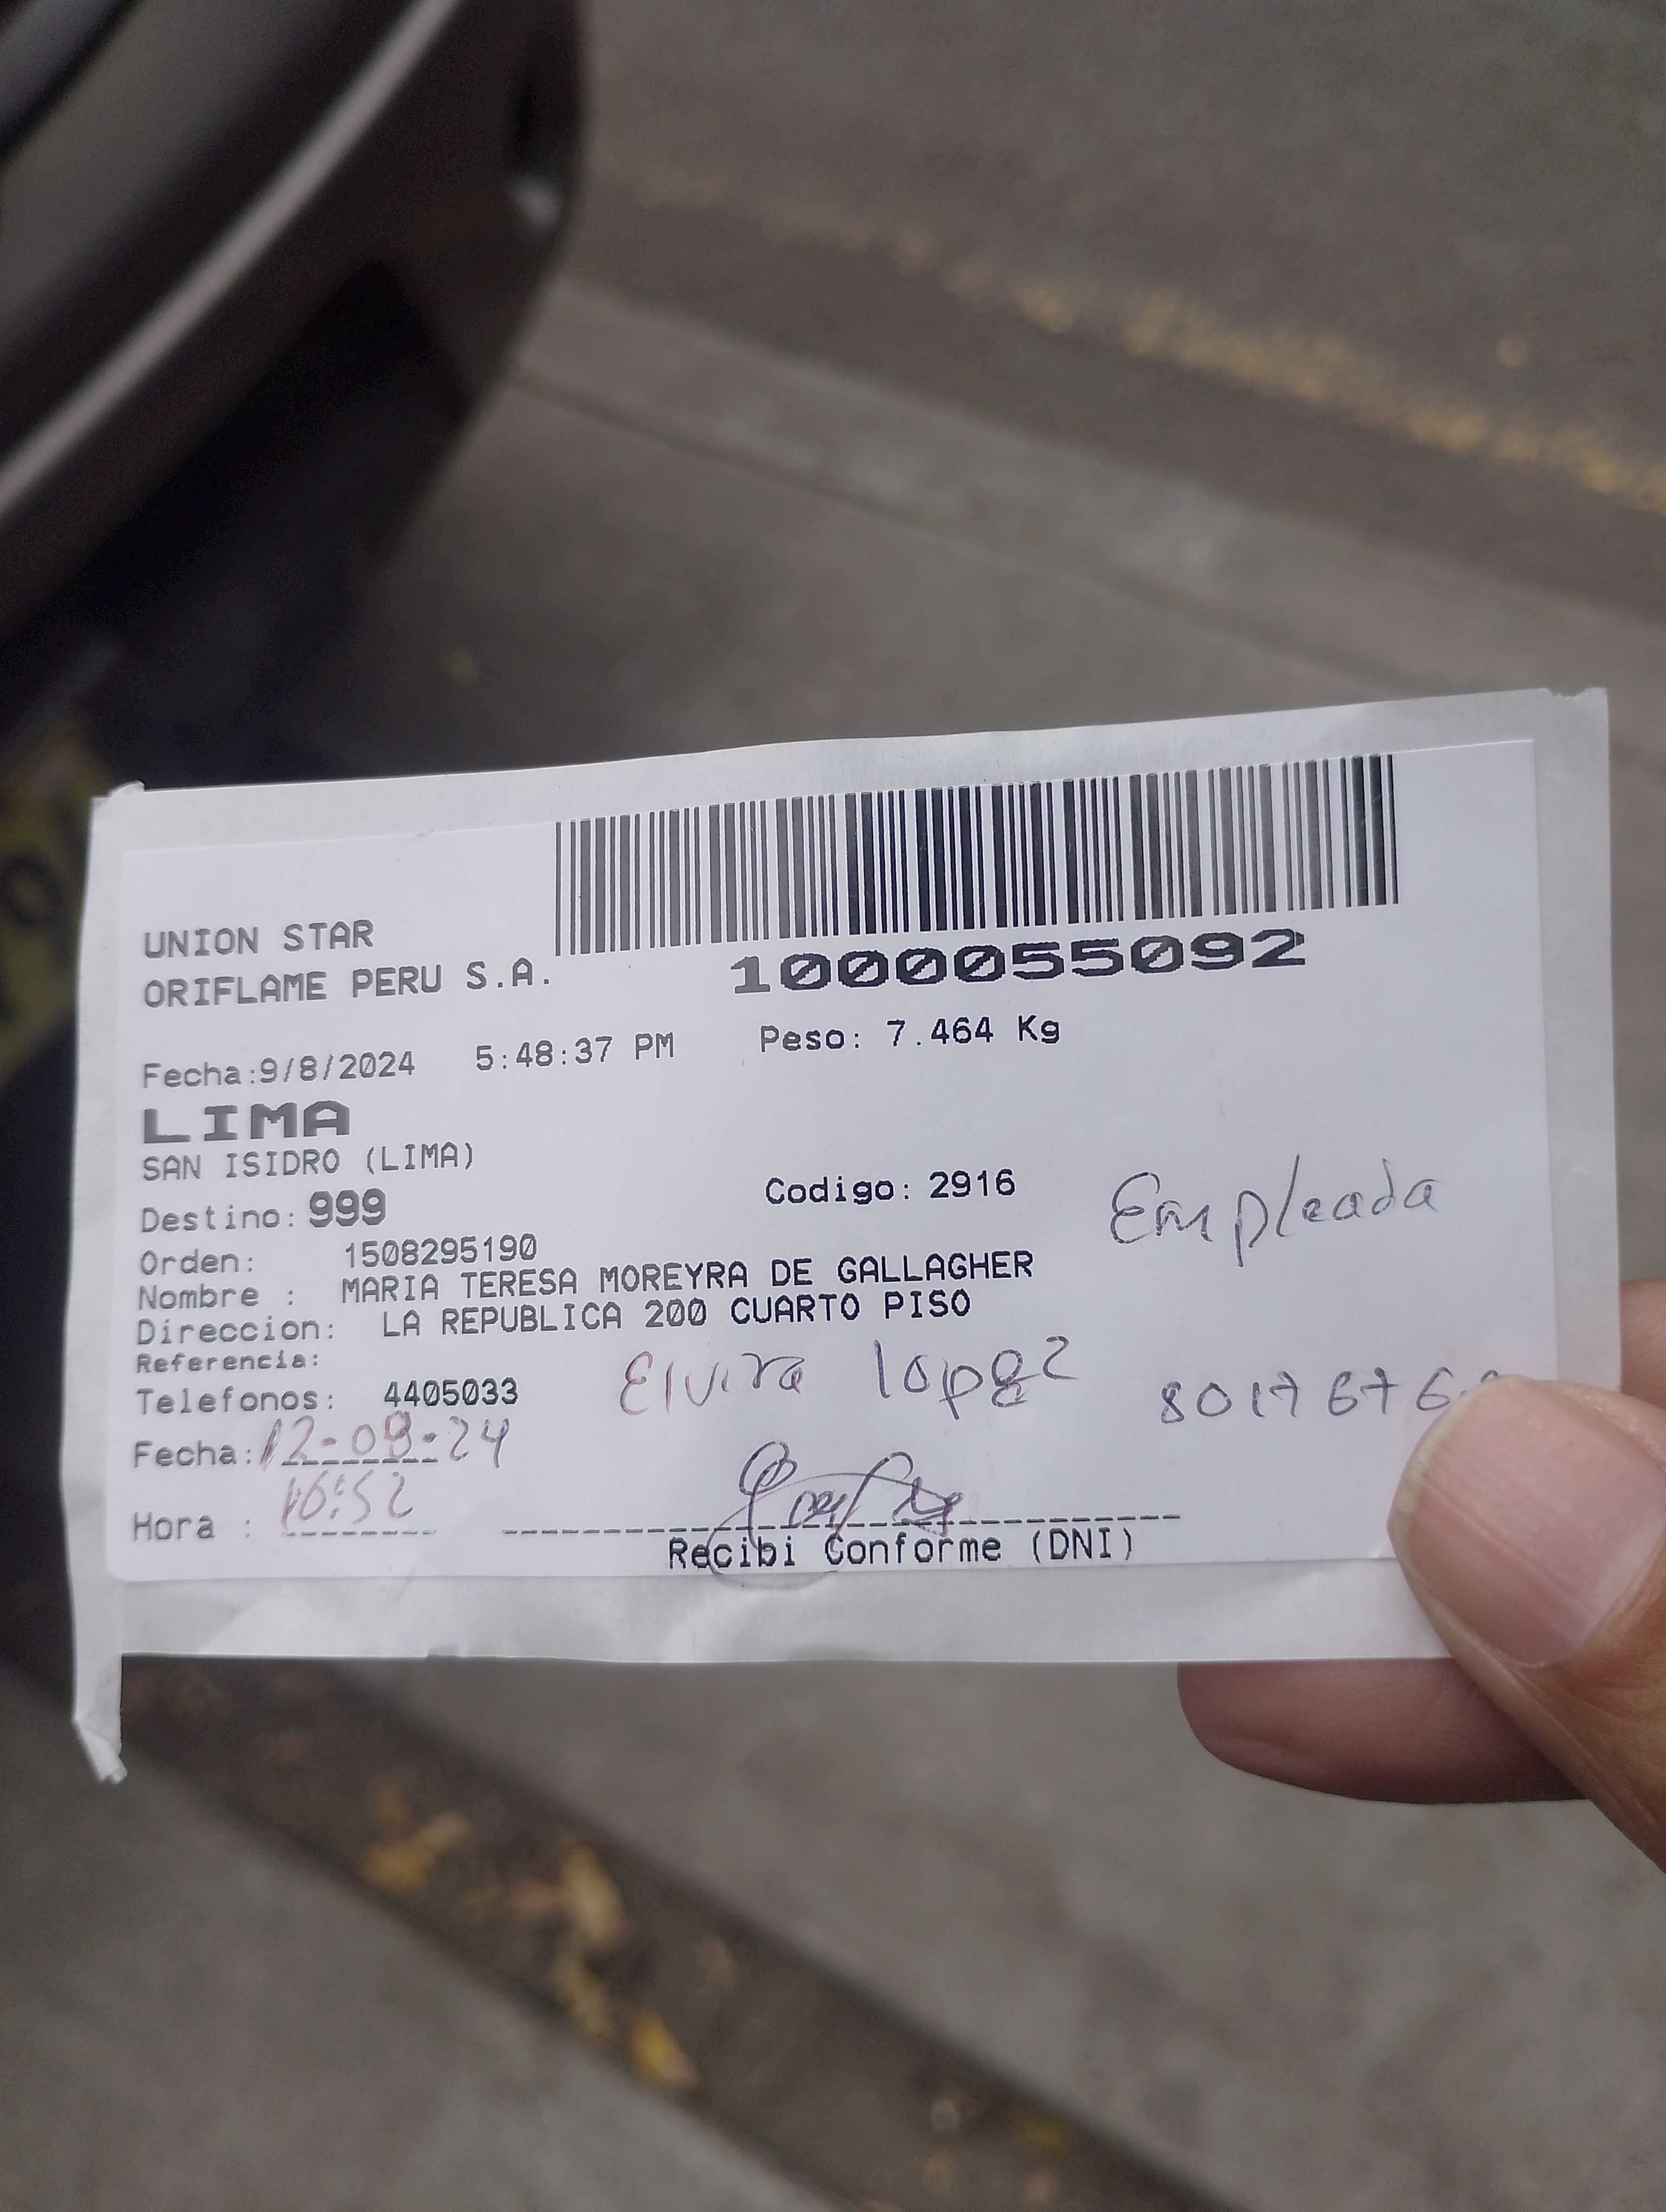 UNION STAR
ORIFLAME PERU S.A.
1000055092
Fecha:9/8/2024 5:48:37 PM Peso: 7.464 Kg
LIMA
SAN ISIDRO (LIMA)
Destino: 999 Codigo: 2916
Empleada
Orden: 1508295190
Nombre : MARIA TERESA MOREYRA DE GALLAGHER
Direccion: LA REPUBLICA 200 CUARTO PISO
Referencia:
Telefonos: 4405033
Elvira lopez
Fecha: 12-08-24
Hora : 16:52
Recibi Conforme (DNI)